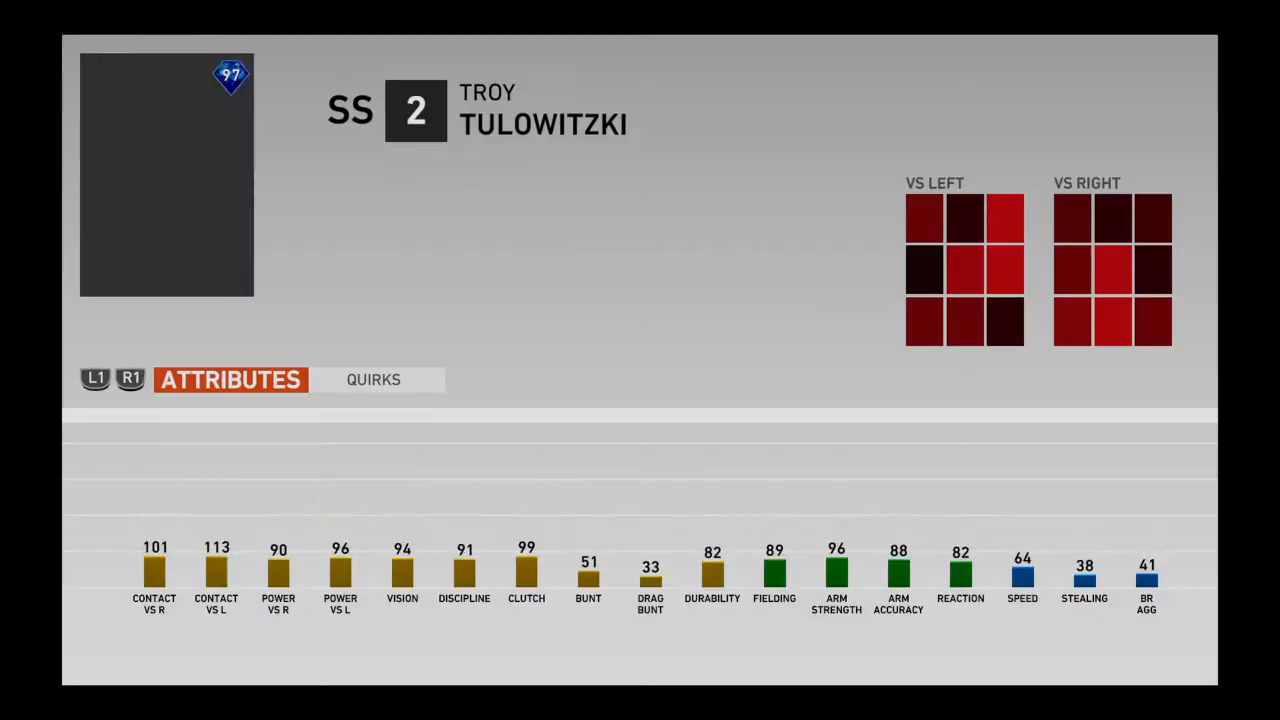 97
SS 2 TROY
TULOWITZKI
VS LEFT VS RIGHT
L1 R1 ATTRIBUTES QUIRKS
101 113 90 96 94 91 99 51 33 82 89 96 88 82 64 38 41
CONTACT VS R
CONTACT VS L
POWER VS R
POWER VS L
VISION
DISCIPLINE
CLUTCH
BUNT
DRAG BUNT
DURABILITY
FIELDING
ARM STRENGTH
ARM ACCURACY
REACTION
SPEED
STEALING
BR AGG